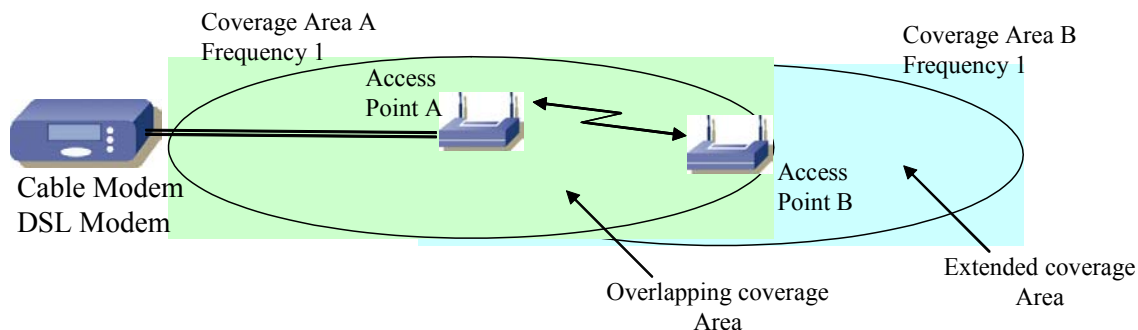 Coverage Area A
Frequency 1
Coverage Area B
Frequency 1
Access
Point A
Cable Modem
DSL Modem
Access
Point B
Overlapping coverage
Area
Extended coverage
Area